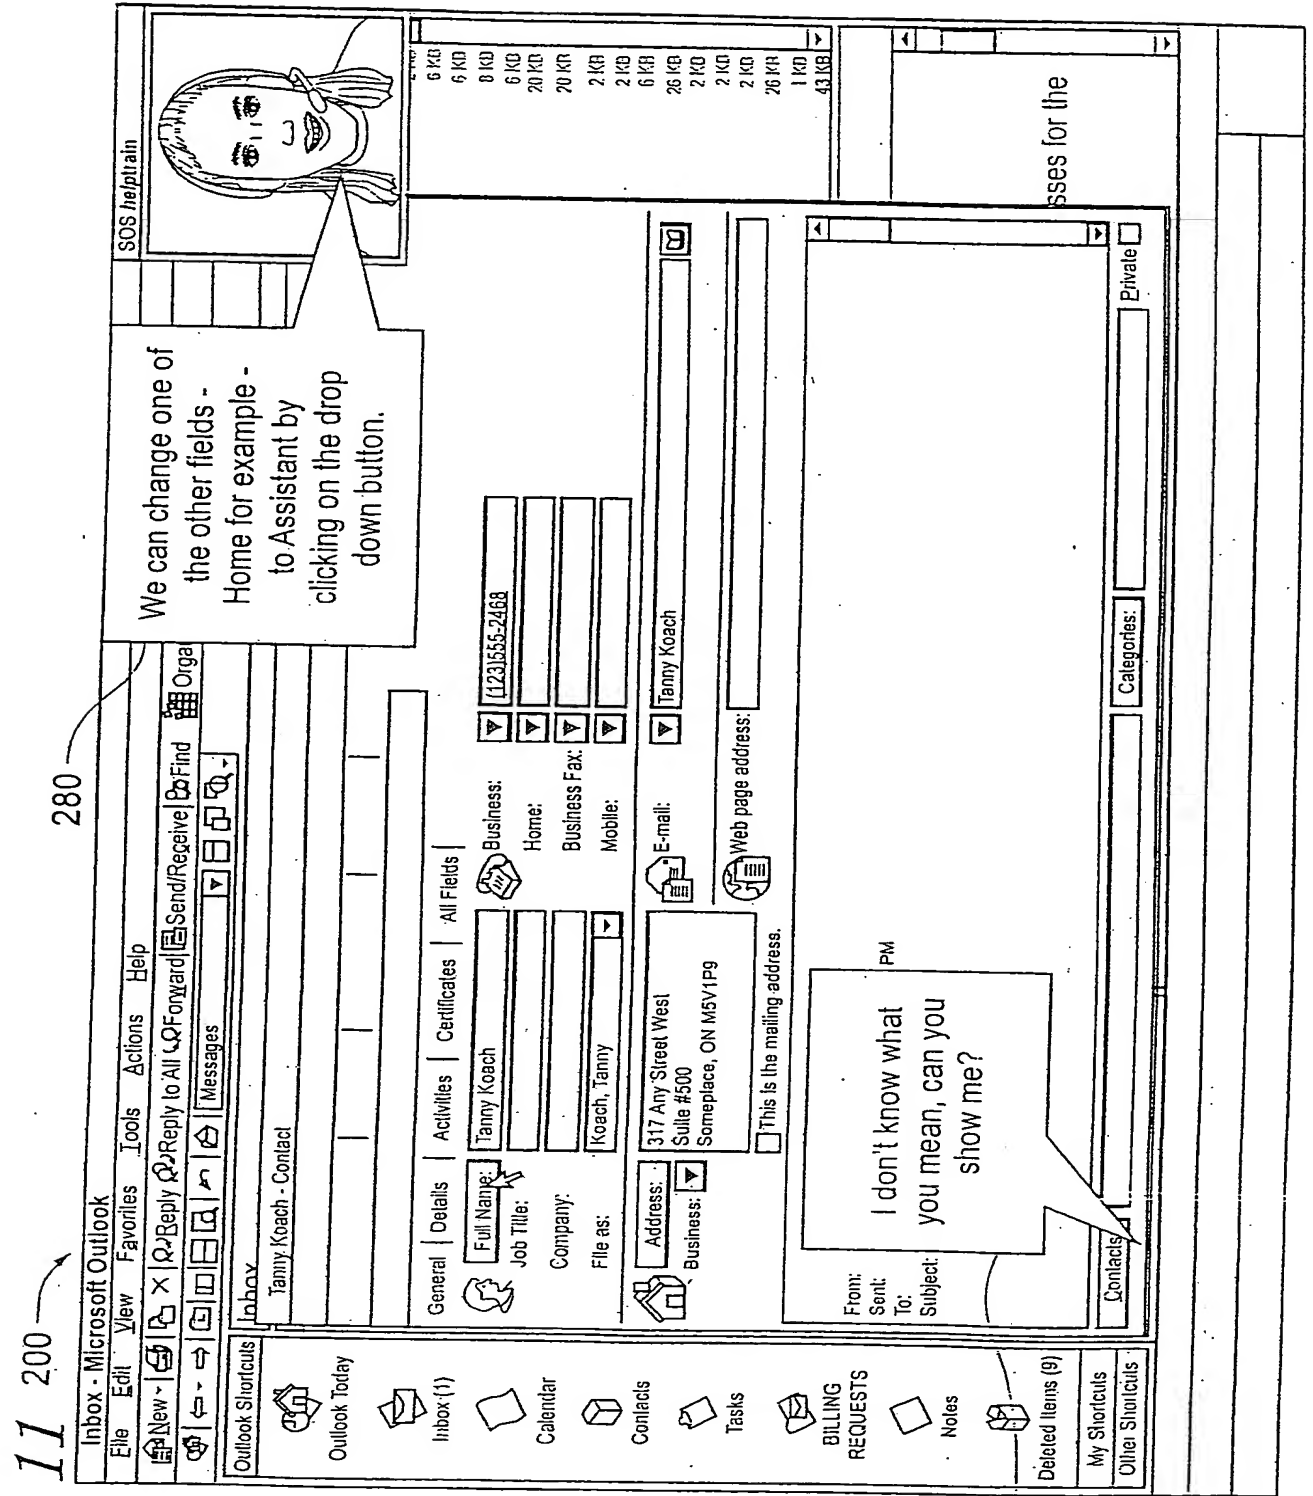 11
200
280
Inbox - Microsoft Outlook
File Edit View Favorites Tools Actions Help
New Reply Reply to All Forward Send/Receive Find Orga
Messages
SOS helptrain
We can change one of
the other fields -
Home for example -
to Assistant by
clicking on the drop
down button.
Outlook Shortcuts
Inbox
Outlook Today
Inbox (1)
Calendar
Contacts
Tasks
BILLING
REQUESTS
Notes
Deleted Items (9)
My Shortcuts
Other Shortcuts
Tanny Koach - Contact
General Details Activities Certificates All Fields
Full Name: Tanny Koach
Job Title:
Company:
File as: Koach, Tanny
Business: (123)555-2468
Home:
Business Fax:
Mobile:
Address: 317 Any Street West
Business: Suite #500
Someplace, ON M5V1P9
This is the mailing address.
E-mail: Tanny Koach
Web page address:
From:
Sent: PM
To:
Subject:
I don't know what
you mean, can you
show me?
Contacts Categories: Private
6 KB
6 KB
8 KB
6 KB
20 KB
20 KB
2 KB
2 KB
6 KB
26 KB
2 KB
2 KB
2 KB
26 KB
1 KB
43 KB
sses for the